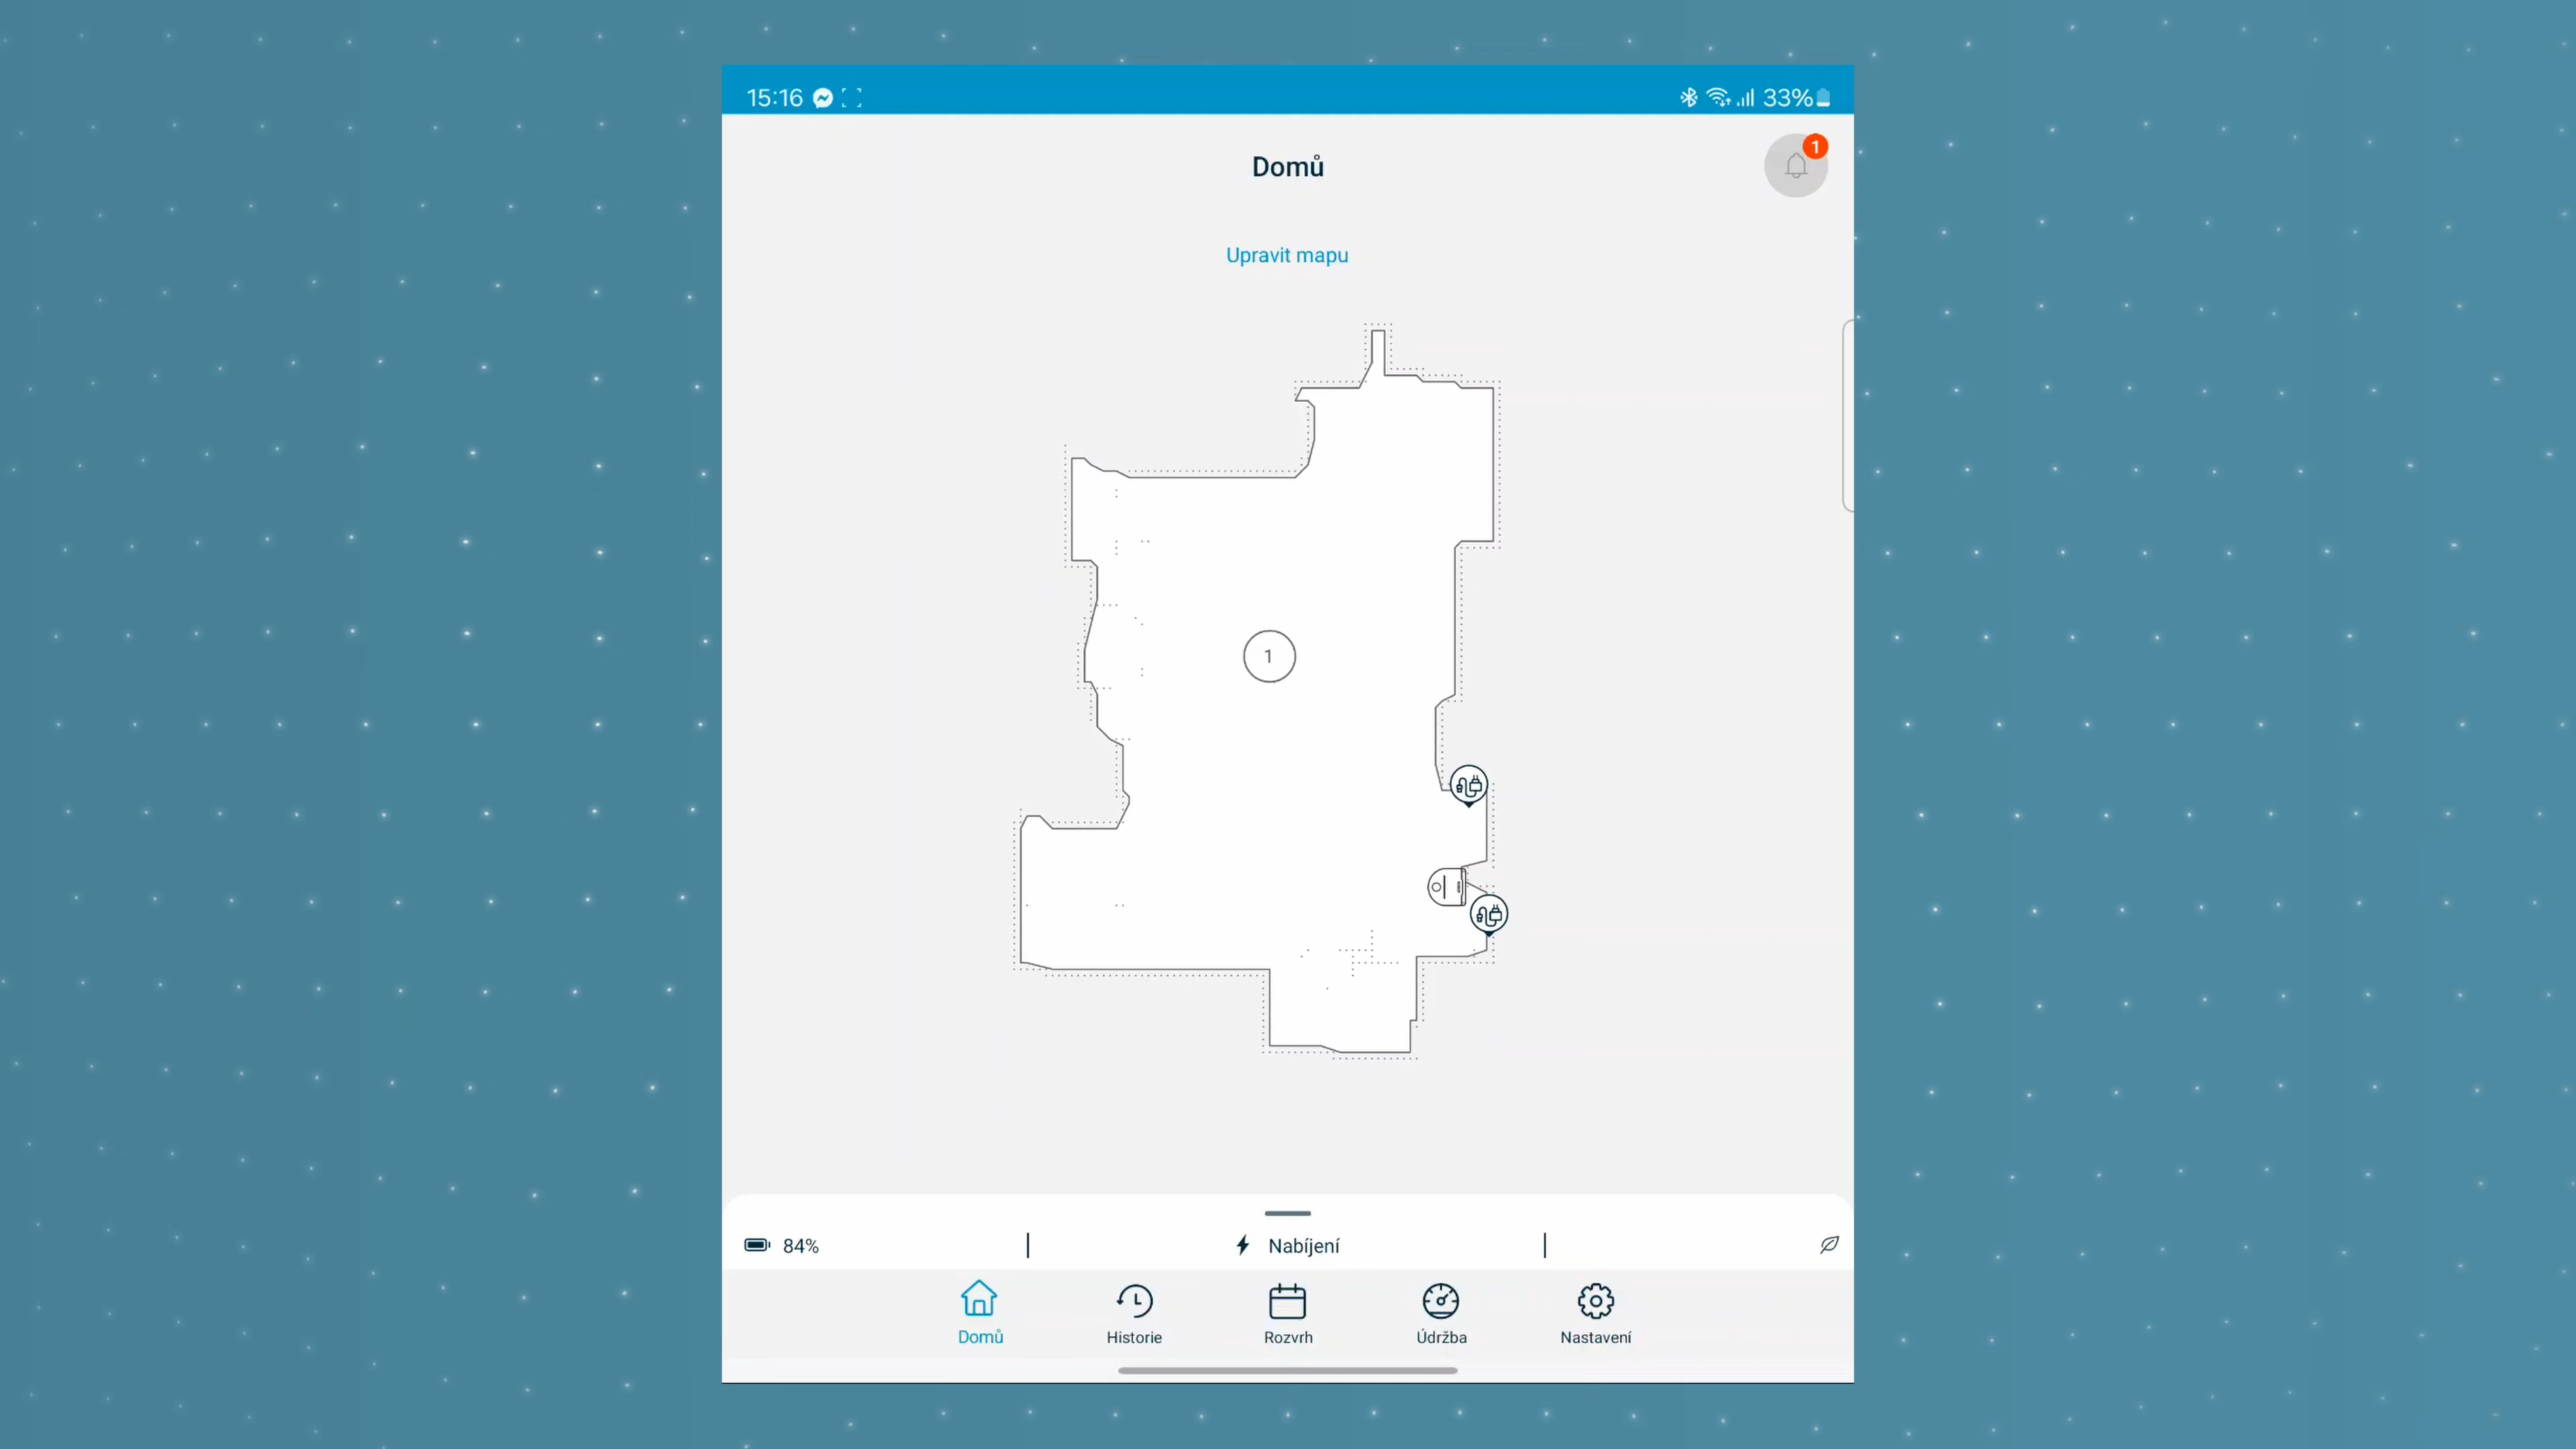 15:16
33%
1
Domů
Upravit mapu
1
84%
Nabíjení
Domů
Historie
Rozvrh
Údržba
Nastavení